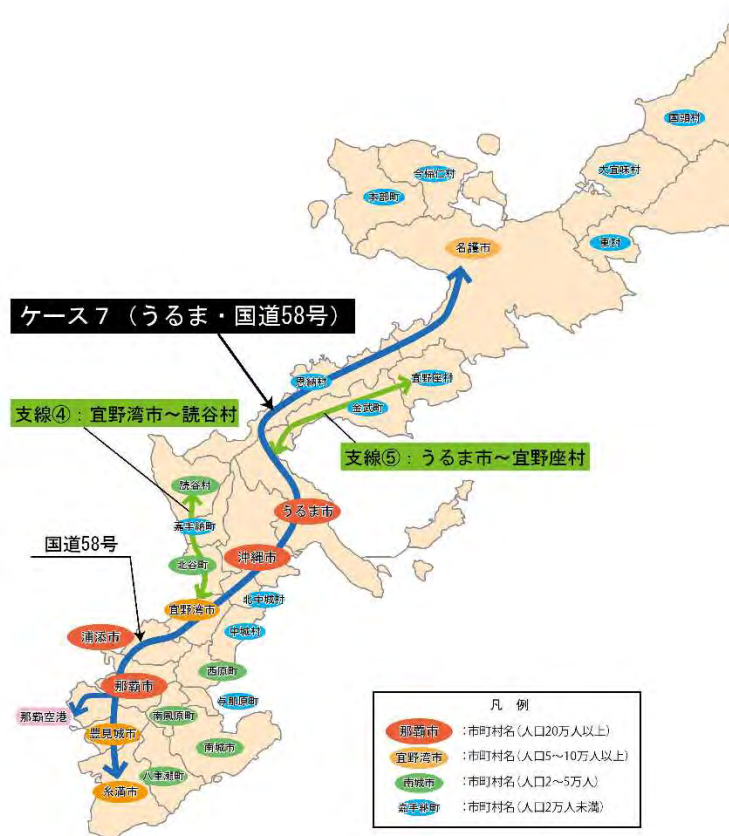 国頭村
大宜味村
今帰仁村
本部町
東村
名護市
ケース7(うるま・国道58号)
恩納村
宜野座村
金武町
支線④:宜野湾市~読谷村
支線⑤:うるま市~宜野座村
読谷村
うるま市
嘉手納町
国道58号
沖縄市
北谷町
北中城村
宜野湾市
中城村
浦添市
西原町
那覇市
与那原町
那覇空港
南風原町
豊見城市
南城市
八重瀬町
糸満市
凡 例
那覇市 :市町村名(人口20万人以上)
宜野湾市 :市町村名(人口5~10万人以上)
南城市 :市町村名(人口2~5万人)
嘉手納町 :市町村名(人口2万人未満)